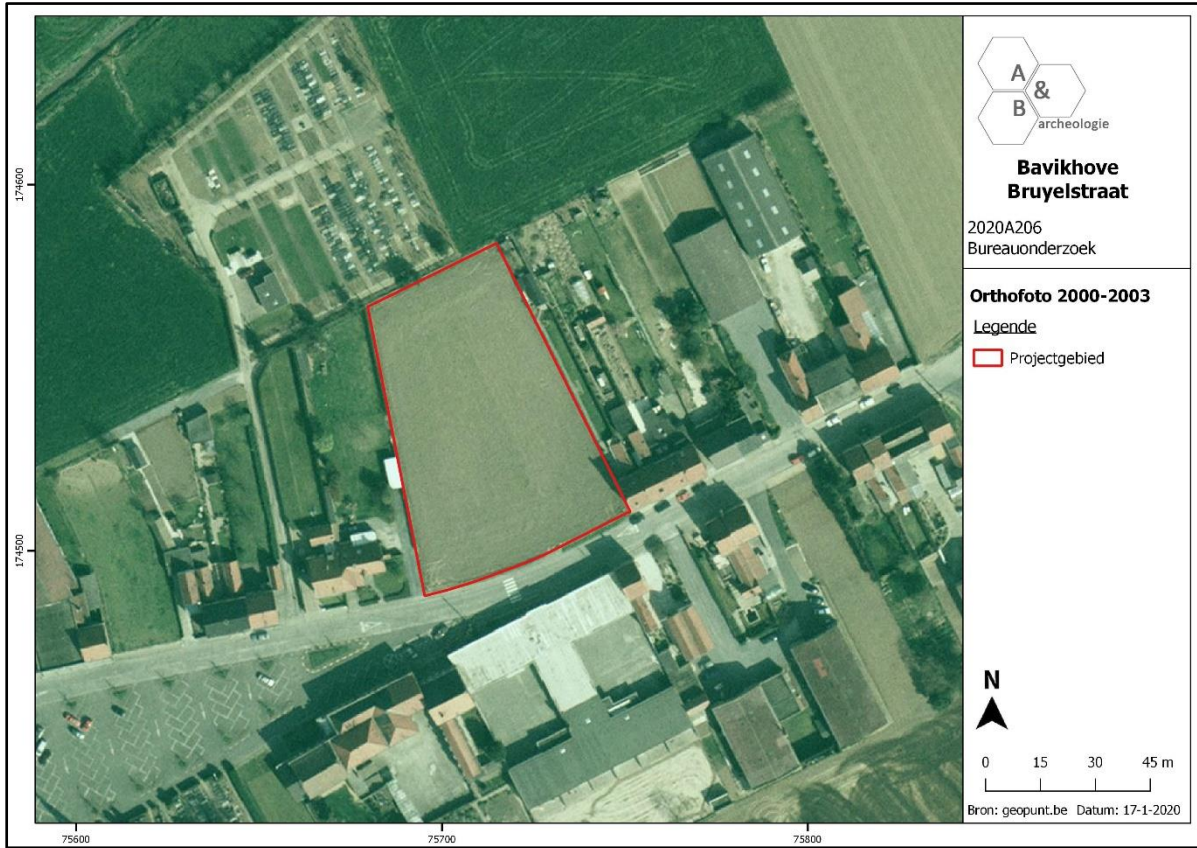 A
&
B
archeologie
Bavikhove
Bruyelstraat
2020A206
Bureauonderzoek
Orthofoto 2000-2003
Legende
Projectgebied
N
0 15 30 45 m
Bron: geopunt.be Datum: 17-1-2020
174600
174500
75600 75700 75800